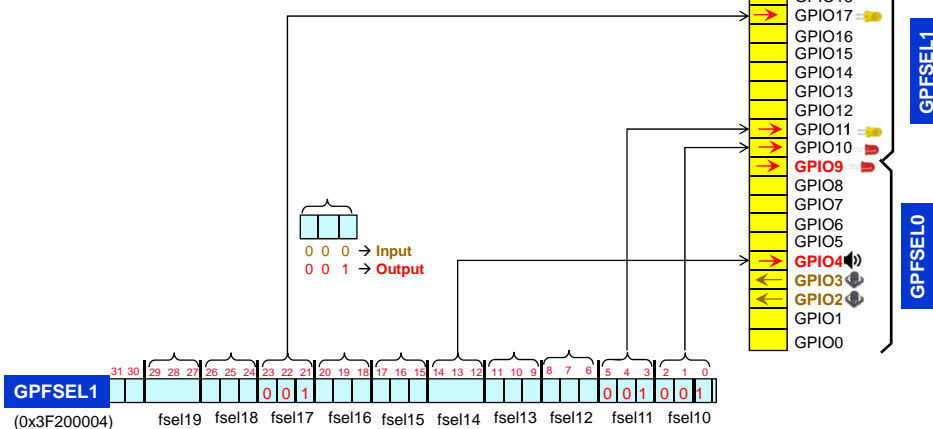 GPIO17
GPIO16
GPIO15
GPIO14
GPIO13
GPIO12
GPIO11
GPIO10
GPIO9
GPIO8
GPIO7
GPIO6
GPIO5
GPIO4
GPIO3
GPIO2
GPIO1
GPIO0
GPFSEL1
GPFSEL0
0 0 0 → Input
0 0 1 → Output
31 30 29 28 27 26 25 24 23 22 21 20 19 18 17 16 15 14 13 12 11 10 9 8 7 6 5 4 3 2 1 0
GPFSEL1 0 0 1 0 0 1 0 0 1
(0x3F200004) fsel19 fsel18 fsel17 fsel16 fsel15 fsel14 fsel13 fsel12 fsel11 fsel10